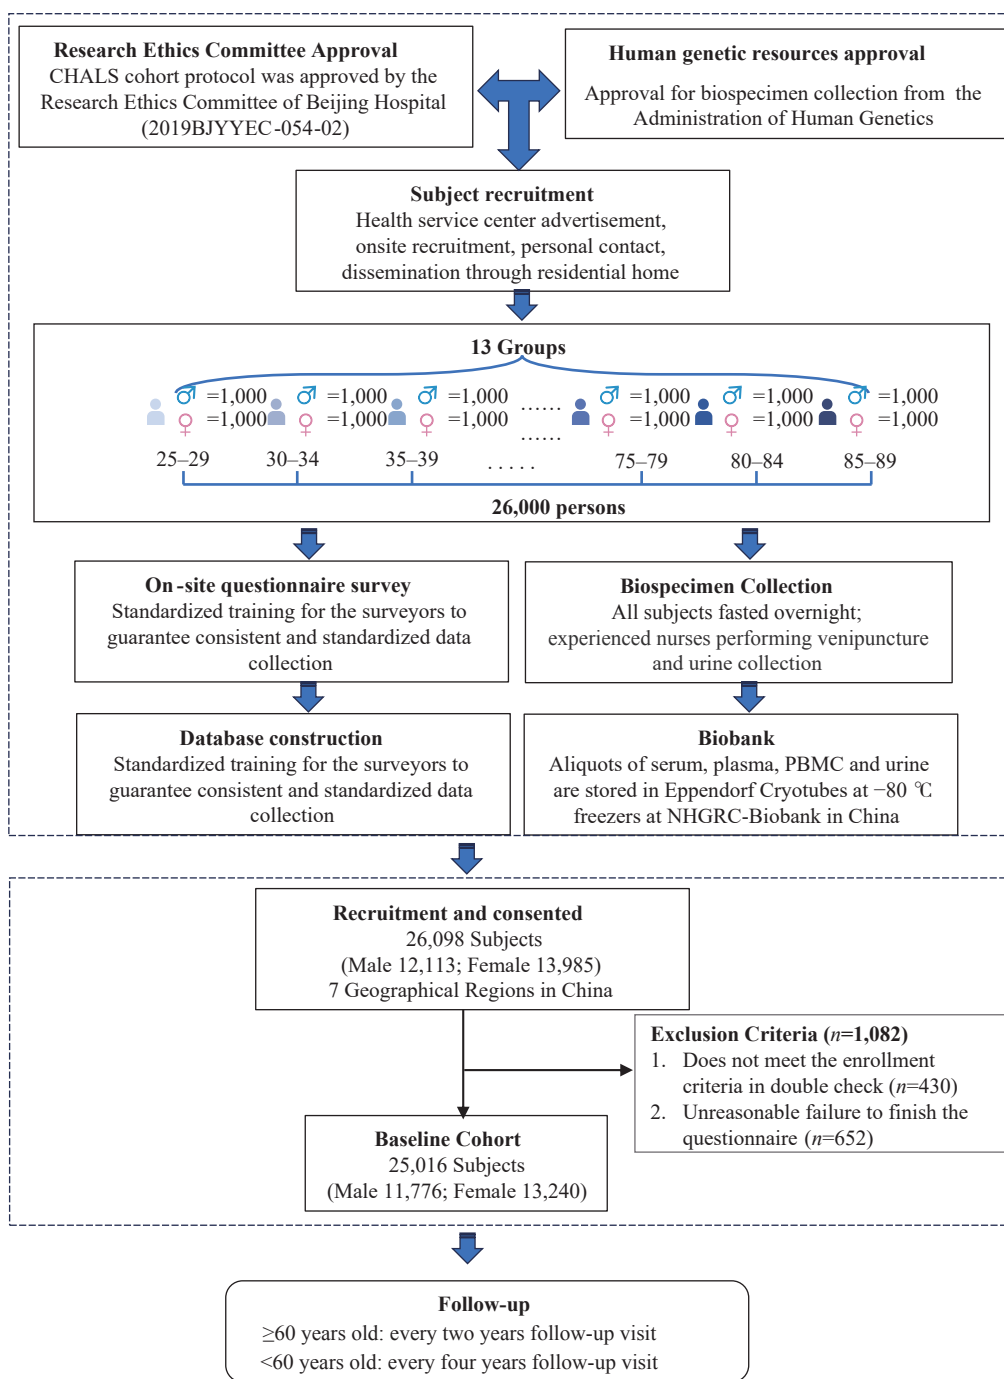 Research Ethics Committee Approval
CHALS cohort protocol was approved by the
Research Ethics Committee of Beijing Hospital
(2019BJYYEC-054-02)
Human genetic resources approval
Approval for biospecimen collection from the
Administration of Human Genetics
Subject recruitment
Health service center advertisement,
onsite recruitment, personal contact,
dissemination through residential home
13 Groups
♂ =1,000 ♂ =1,000 ♂ =1,000 ...... ♂ =1,000 ♂ =1,000 ♂ =1,000
♀ =1,000 ♀ =1,000 ♀ =1,000 ...... ♀ =1,000 ♀ =1,000 ♀ =1,000
25–29 30–34 35–39 ..... 75–79 80–84 85–89
26,000 persons
On-site questionnaire survey
Standardized training for the surveyors to
guarantee consistent and standardized data
collection
Biospecimen Collection
All subjects fasted overnight;
experienced nurses performing venipuncture
and urine collection
Database construction
Standardized training for the surveyors to
guarantee consistent and standardized data
collection
Biobank
Aliquots of serum, plasma, PBMC and urine
are stored in Eppendorf Cryotubes at −80 ℃
freezers at NHGRC-Biobank in China
Recruitment and consented
26,098 Subjects
(Male 12,113; Female 13,985)
7 Geographical Regions in China
Exclusion Criteria (n=1,082)
1. Does not meet the enrollment
criteria in double check (n=430)
2. Unreasonable failure to finish the
questionnaire (n=652)
Baseline Cohort
25,016 Subjects
(Male 11,776; Female 13,240)
Follow-up
≥60 years old: every two years follow-up visit
<60 years old: every four years follow-up visit